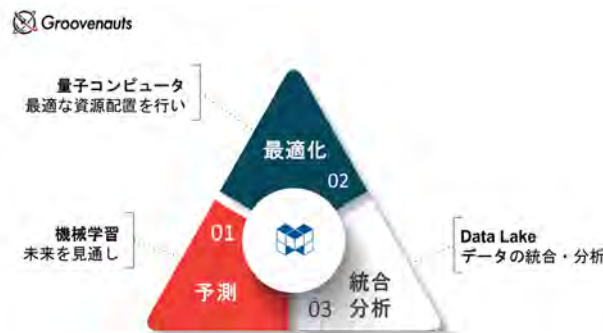 Groovenauts
量子コンピュータ
最適な資源配置を行い
最適化
02
機械学習
未来を見通し
01
予測
Data Lake
データの統合・分析
統合
分析
03